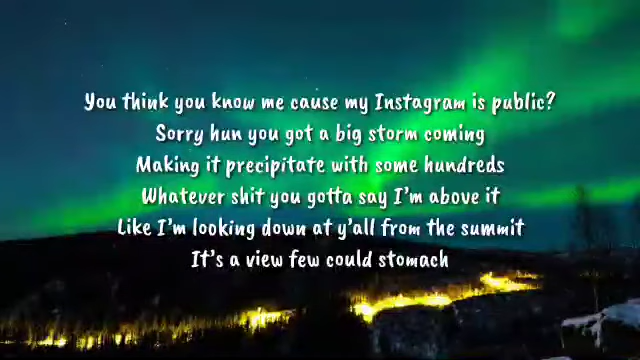 You think you know me cause my Instagram is public?
Sorry hun you got a big storm coming
Making it precipitate with some hundreds
Whatever shit you gotta say I'm above it
Like I'm looking down at y'all from the summit
It's a view few could stomach